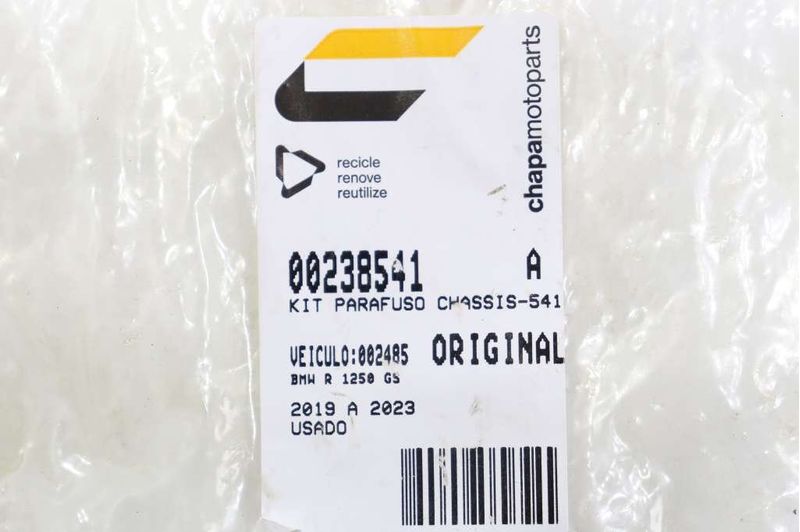 chapamotoparts
recicle
renove
reutilize
00238541 A
KIT PARAFUSO CHASSIS-541
VEICULO:002485 ORIGINAL
BMW R 1250 GS
2019 A 2023
USADO